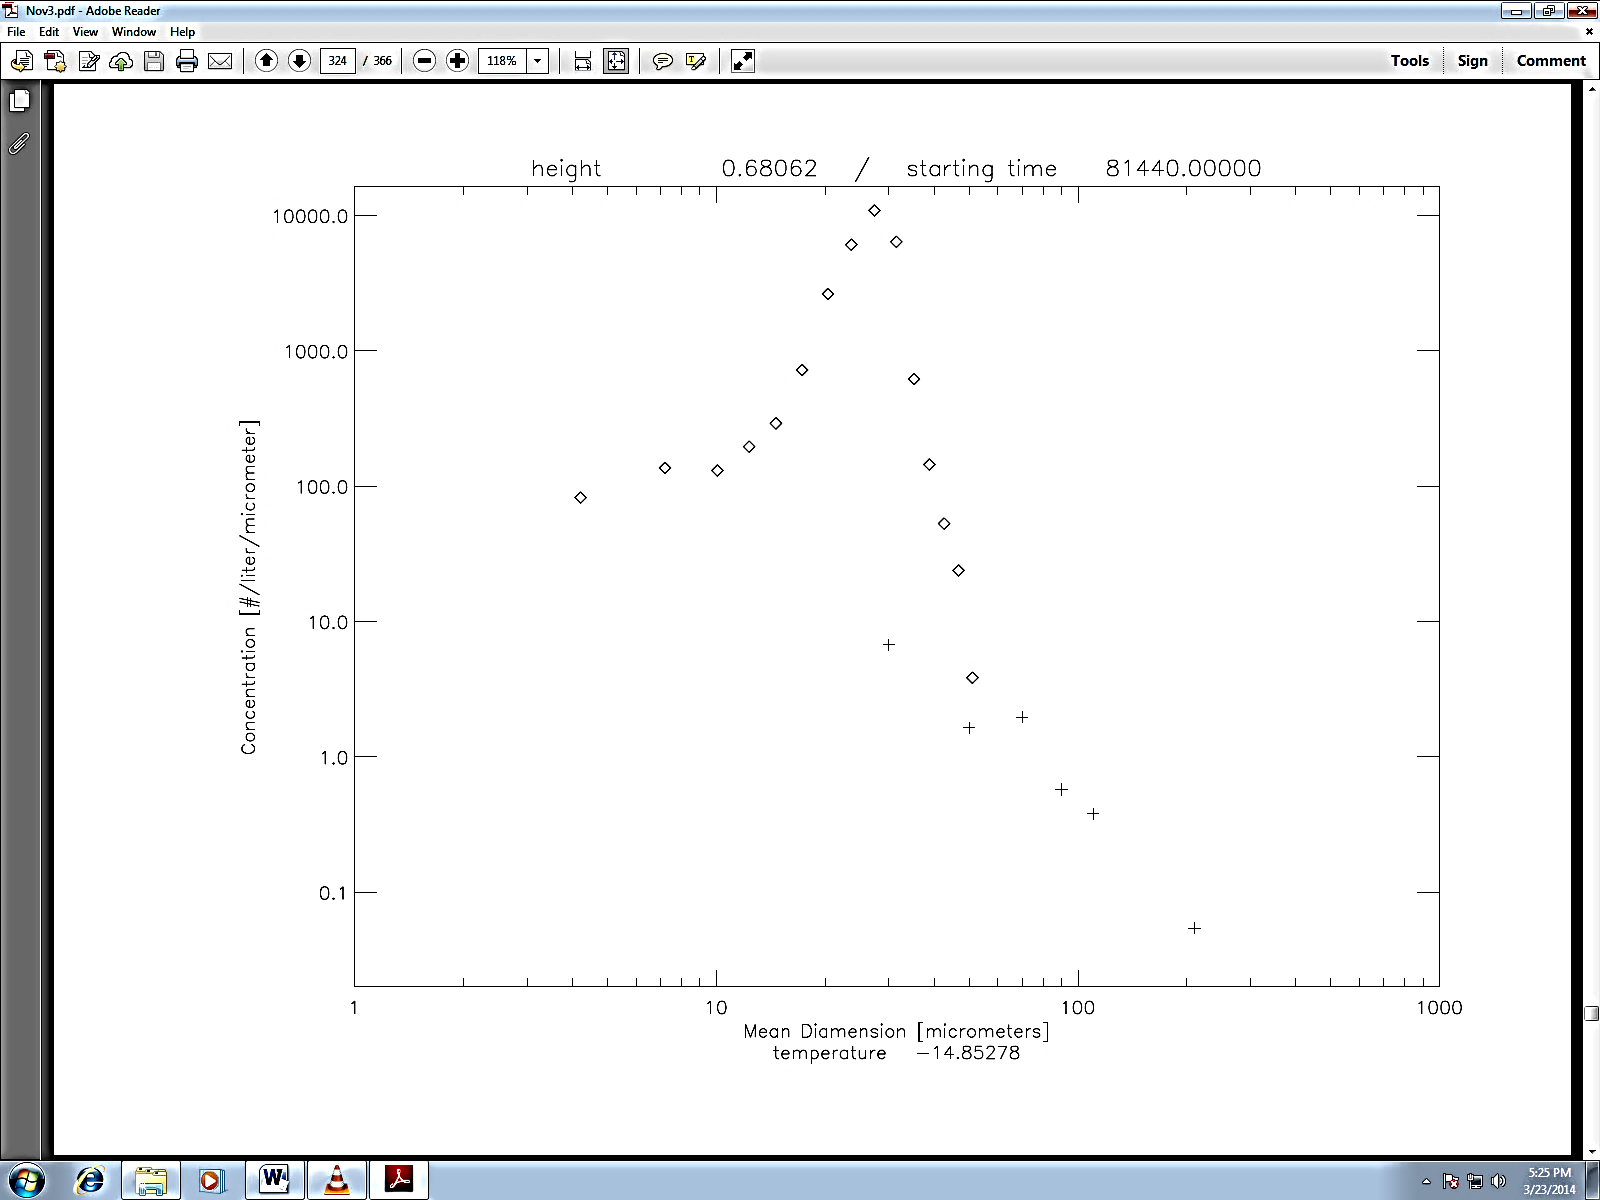 Nov3.pdf - Adobe Reader
File Edit View Window Help
324 / 366 118% Tools Sign Comment
height 0.68062 / starting time 81440.00000
10000.0
1000.0
100.0
10.0
1.0
0.1
Concentration [#/liter/micrometer]
1 10 100 1000
Mean Diamension [micrometers]
temperature -14.85278
5:25 PM
3/23/2014